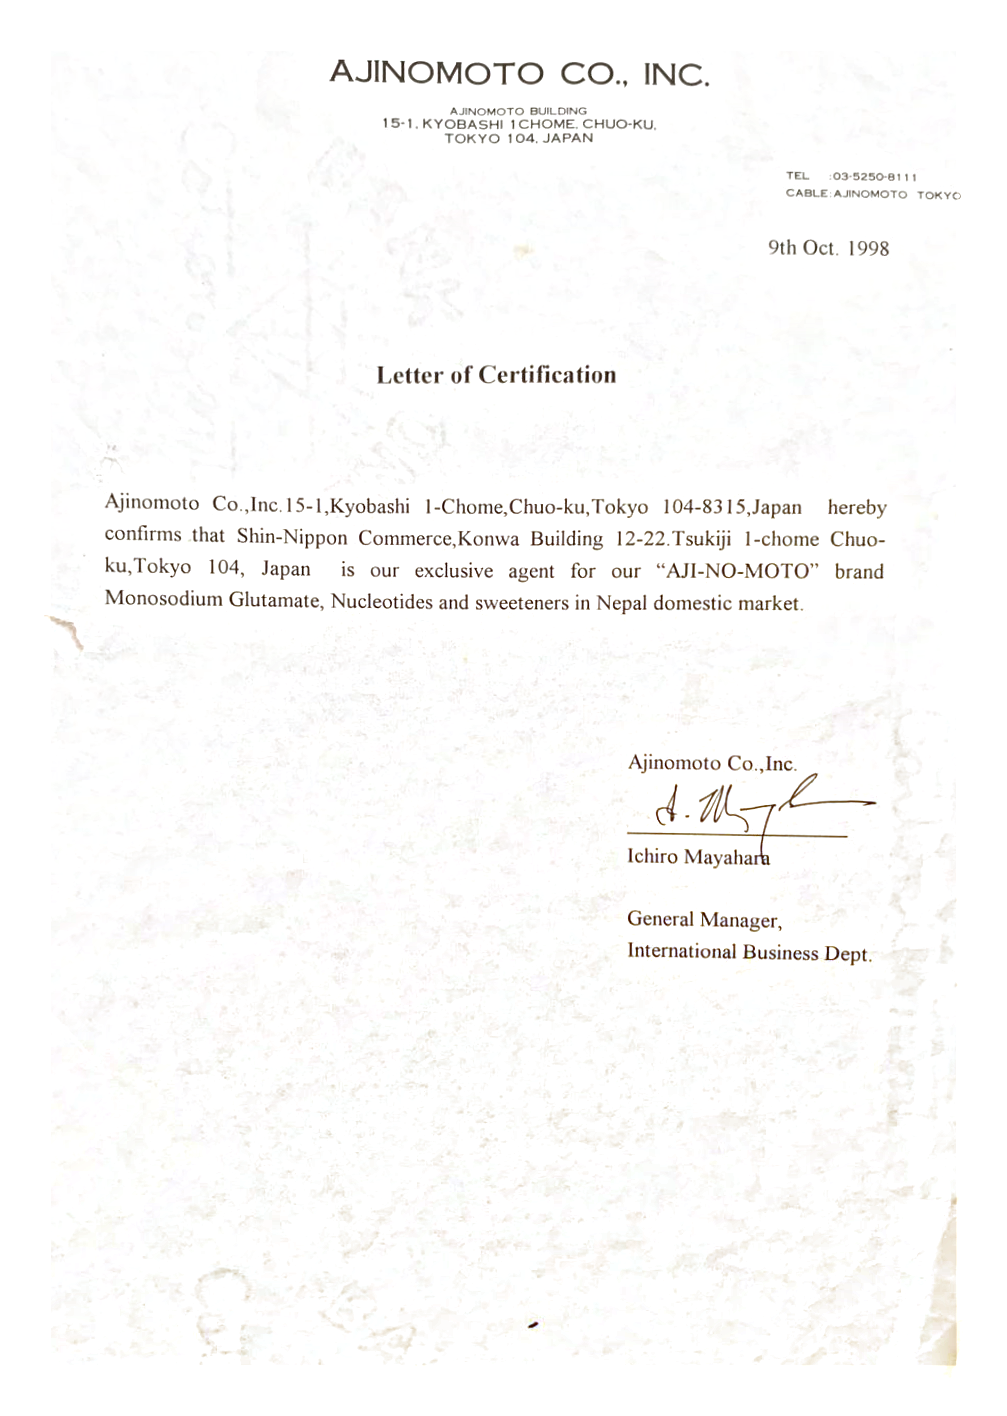 AJINOMOTO CO., INC.
AJINOMOTO BUILDING
15-1, KYOBASHI 1CHOME, CHUO-KU,
TOKYO 104, JAPAN
TEL :03-5250-8111
CABLE:AJINOMOTO TOKYO
9th Oct. 1998
Letter of Certification
Ajinomoto Co.,Inc.15-1,Kyobashi 1-Chome,Chuo-ku,Tokyo 104-8315,Japan hereby
confirms that Shin-Nippon Commerce,Konwa Building 12-22.Tsukiji 1-chome Chuo-
ku,Tokyo 104, Japan is our exclusive agent for our “AJI-NO-MOTO” brand
Monosodium Glutamate, Nucleotides and sweeteners in Nepal domestic market.
Ajinomoto Co.,Inc.
Ichiro Mayahara
General Manager,
International Business Dept.